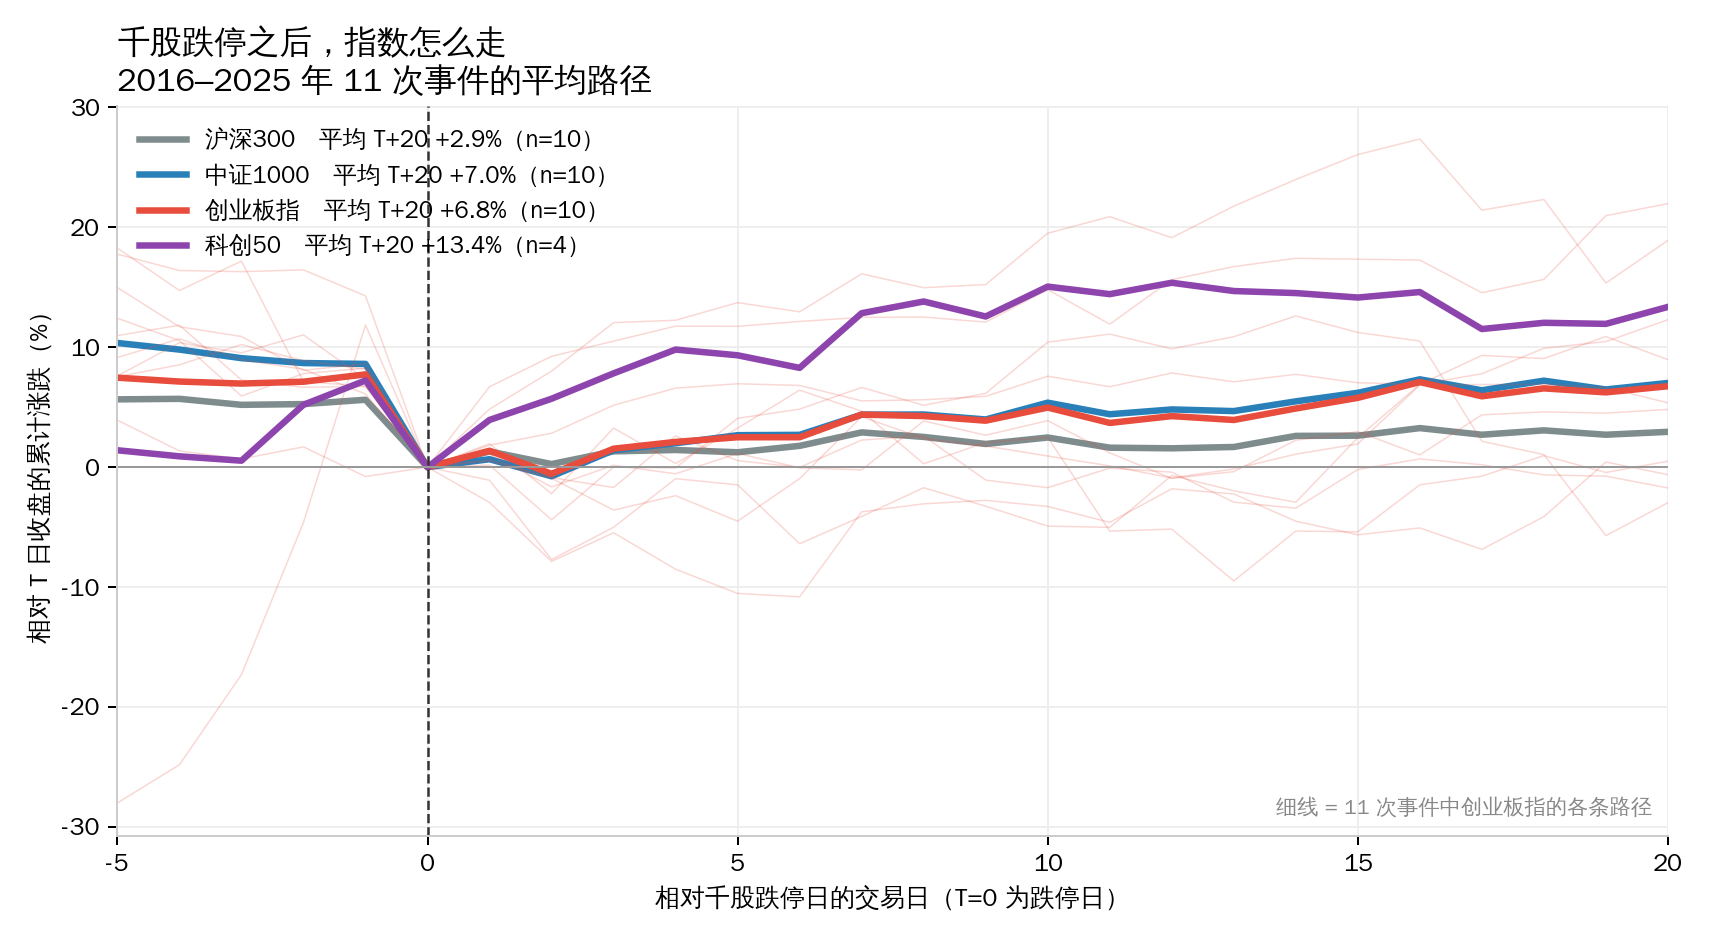 千股跌停之后，指数怎么走
2016–2025 年 11 次事件的平均路径
沪深300 平均 T+20 +2.9%（n=10）
中证1000 平均 T+20 +7.0%（n=10）
创业板指 平均 T+20 +6.8%（n=10）
科创50 平均 T+20 +13.4%（n=4）
相对 T 日收盘的累计涨跌（%）
30
20
10
0
-10
-20
-30
细线 = 11 次事件中创业板指的各条路径
-5 0 5 10 15 20
相对千股跌停日的交易日（T=0 为跌停日）